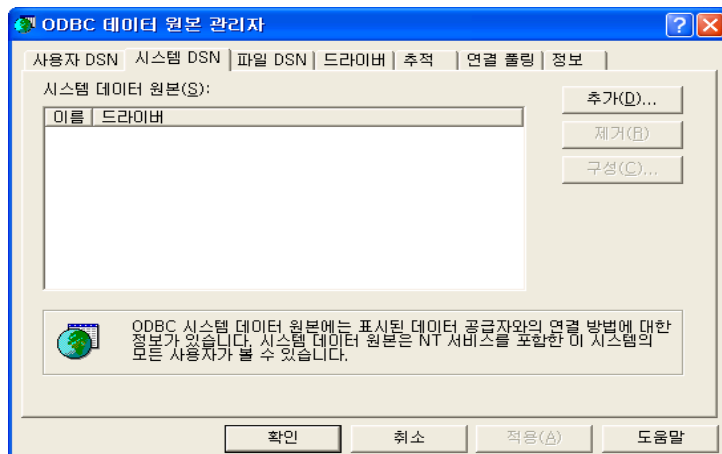 ODBC 데이터 원본 관리자
사용자 DSN 시스템 DSN 파일 DSN 드라이버 추적 연결 풀링 정보
시스템 데이터 원본(S):
이름 드라이버
추가(D)...
제거(R)
구성(C)...
ODBC 시스템 데이터 원본에는 표시된 데이터 공급자와의 연결 방법에 대한
정보가 있습니다. 시스템 데이터 원본은 NT 서비스를 포함한 이 시스템의
모든 사용자가 볼 수 있습니다.
확인 취소 적용(A) 도움말